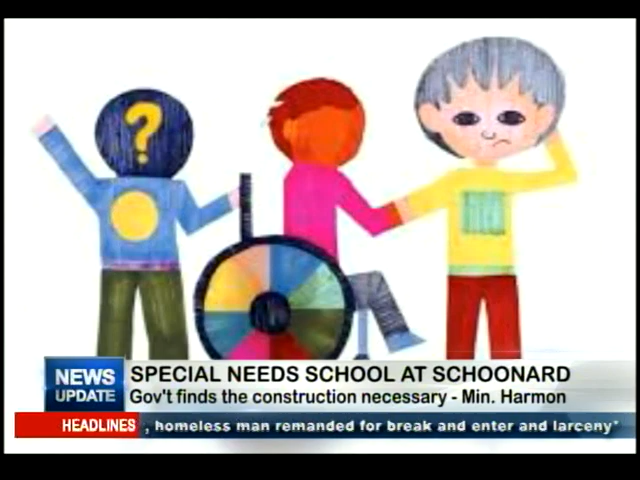 ?
NEWS
UPDATE
SPECIAL NEEDS SCHOOL AT SCHOONARD
Gov't finds the construction necessary - Min. Harmon
HEADLINES , homeless man remanded for break and enter and larceny"